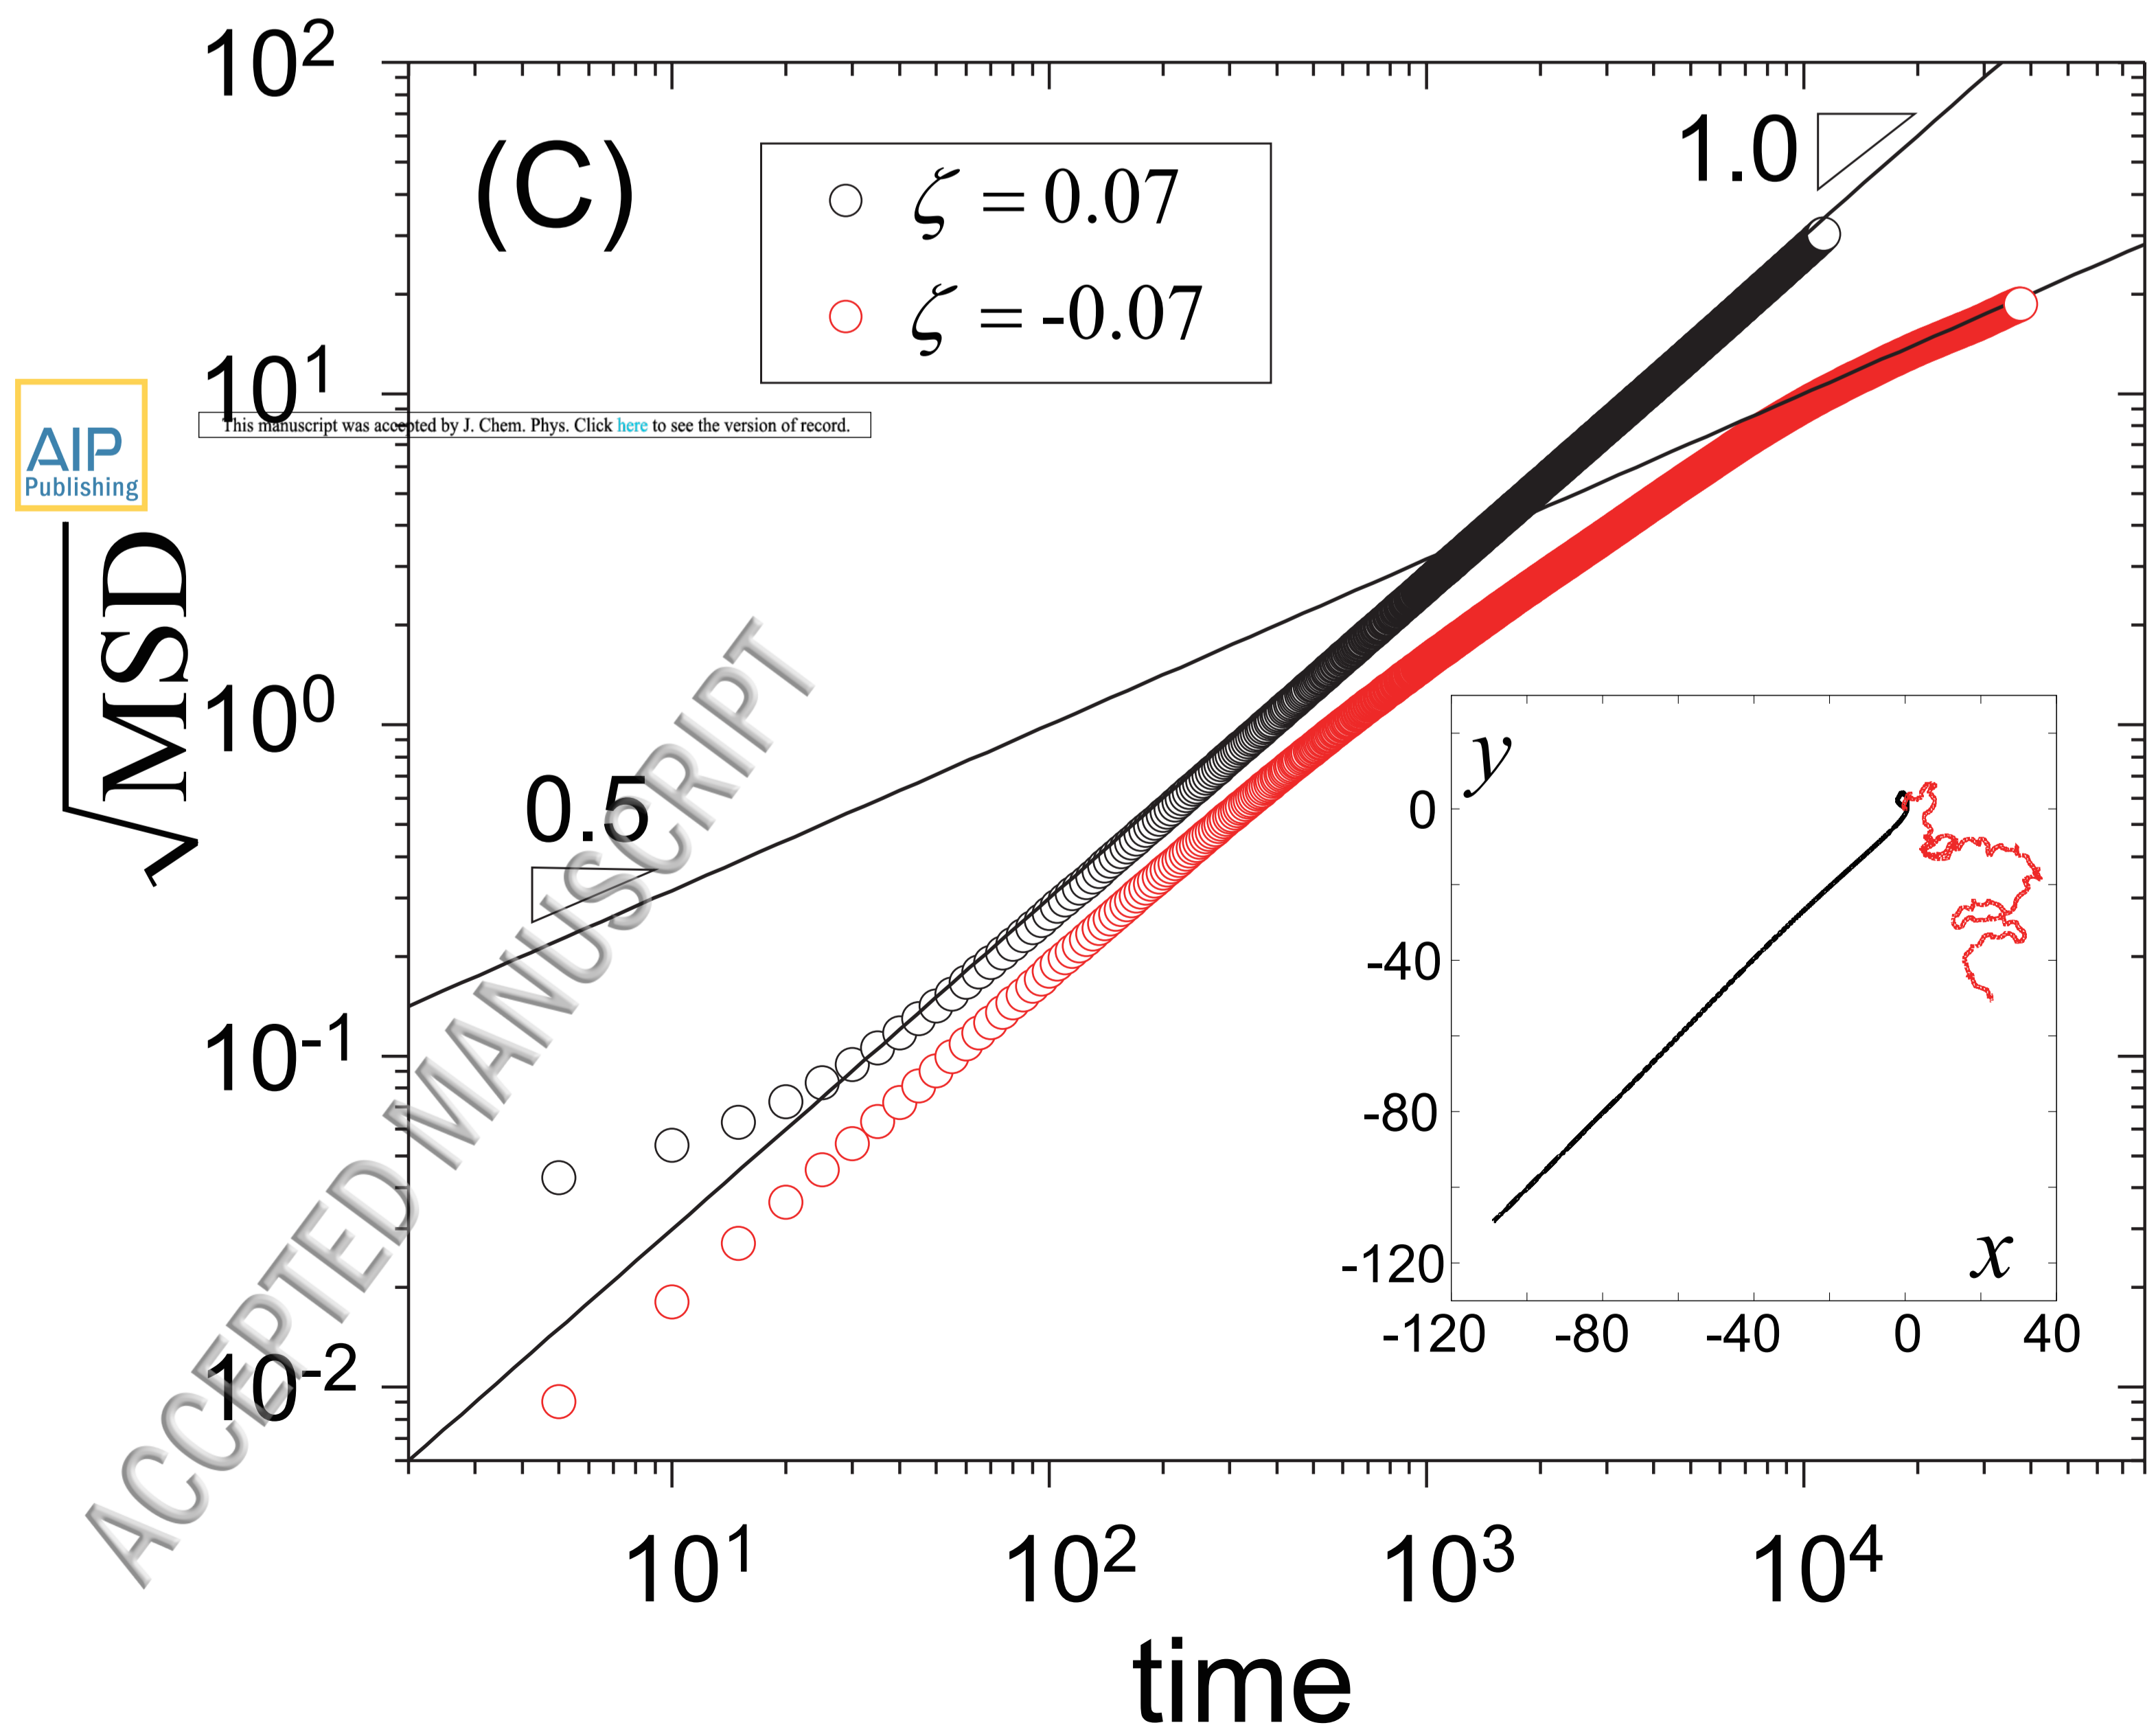 10²
(C)
ζ = 0.07
ζ = -0.07
1.0
10¹
This manuscript was accepted by J. Chem. Phys. Click here to see the version of record.
AIP
Publishing
√MSD
10⁰
0.5
ACCEPTED MANUSCRIPT
10⁻¹
10⁻²
y
0
-40
-80
-120
x
-120 -80 -40 0 40
10¹ 10² 10³ 10⁴
time